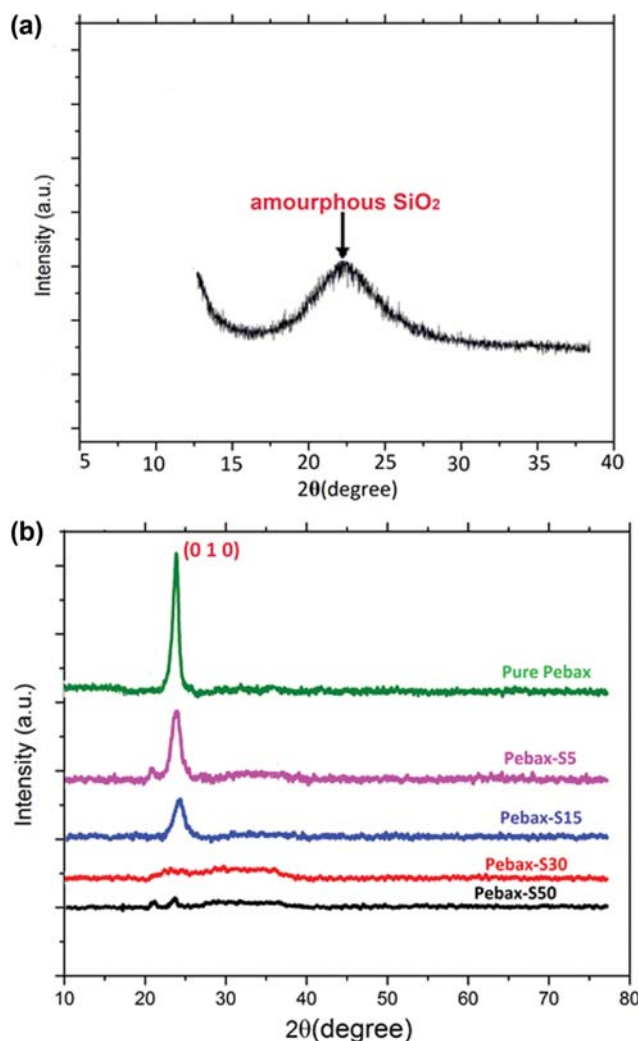 (a)
amourphous SiO₂
Intensity (a.u.)
5 10 15 20 25 30 35 40
2θ(degree)
(b)
(0 1 0)
Pure Pebax
Pebax-S5
Pebax-S15
Pebax-S30
Pebax-S50
Intensity (a.u.)
10 20 30 40 50 60 70 80
2θ(degree)